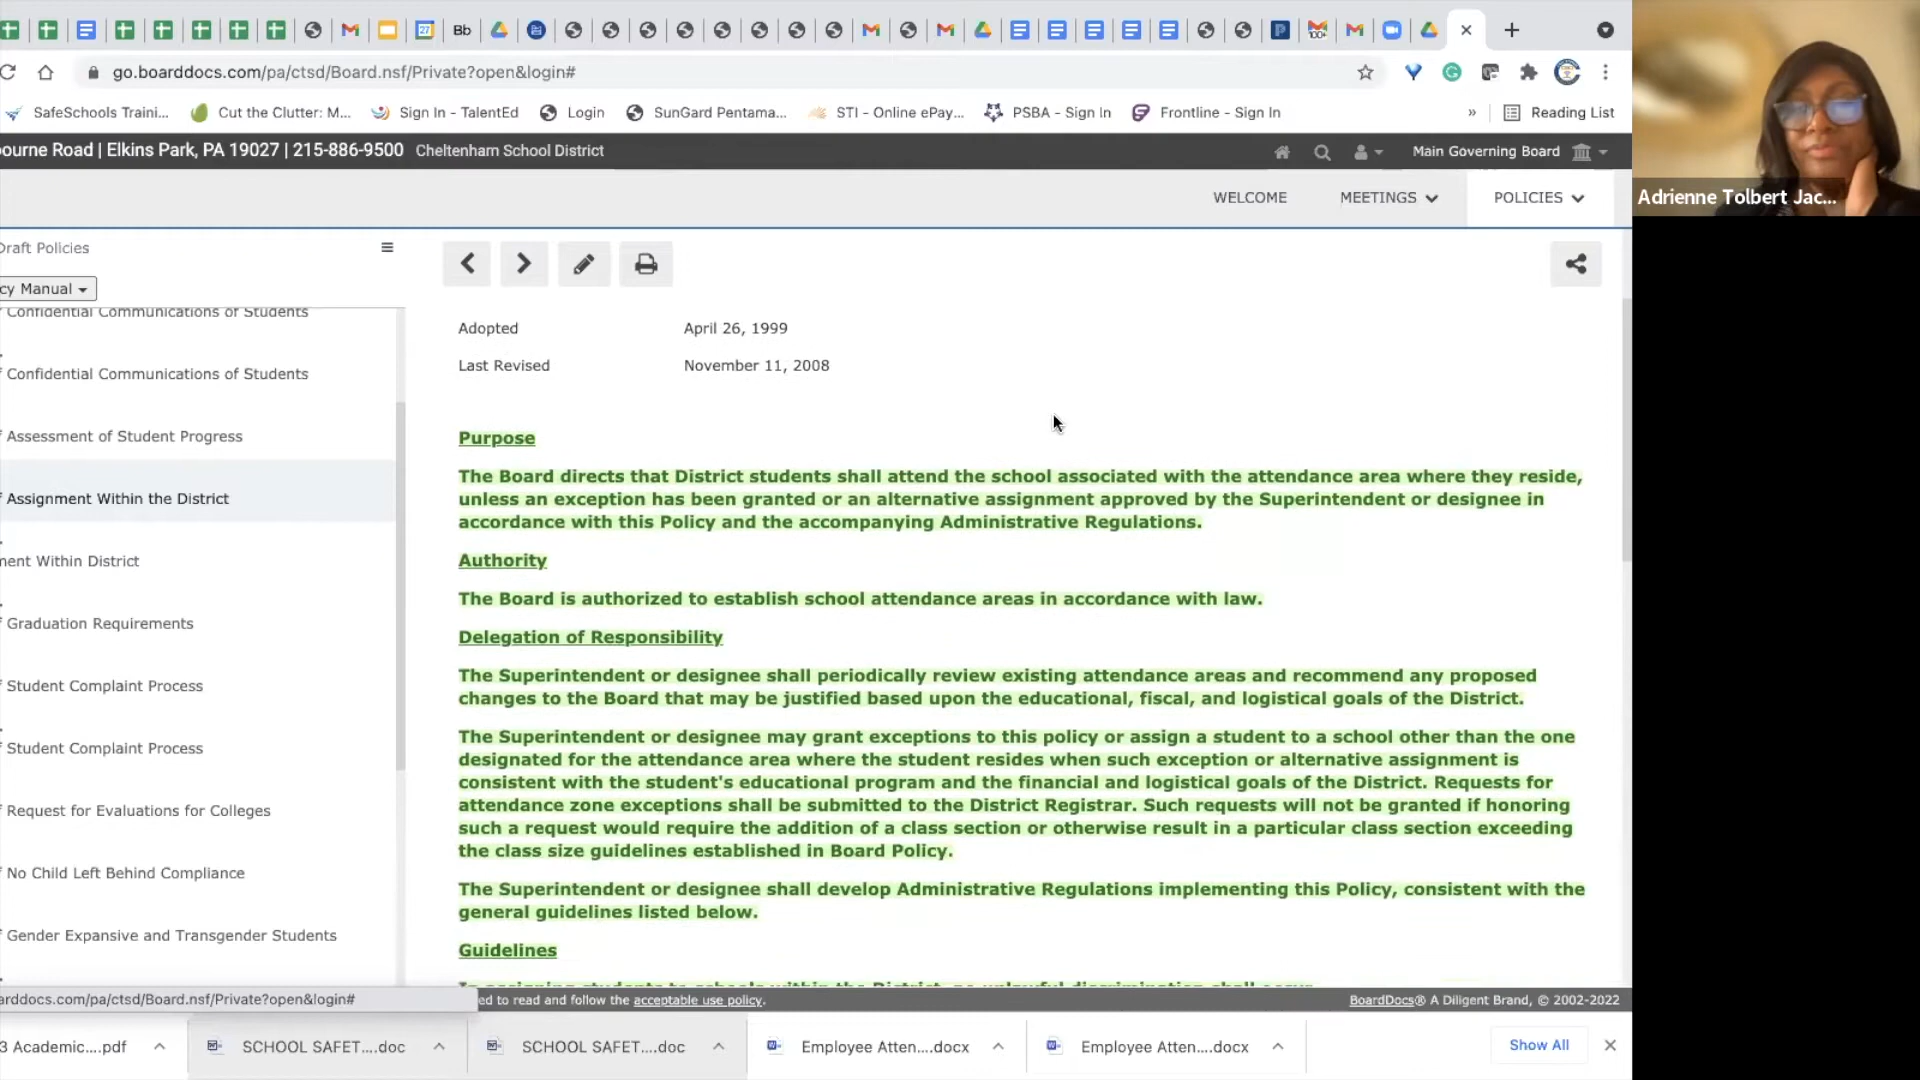 27
Bb
100+
go.boarddocs.com/pa/ctsd/Board.nsf/Private?open&login#
SafeSchools Traini...
Cut the Clutter: M...
Sign In - TalentEd
Login
SunGard Pentama...
STI - Online ePay...
PSBA - Sign In
Frontline - Sign In
»
Reading List
ourne Road | Elkins Park, PA 19027 | 215-886-9500 Cheltenham School District
Main Governing Board
WELCOME
MEETINGS
POLICIES
Adrienne Tolbert Jac...
Draft Policies
cy Manual
Confidential Communications of Students
Confidential Communications of Students
Assessment of Student Progress
Assignment Within the District
ment Within District
Graduation Requirements
Student Complaint Process
Student Complaint Process
Request for Evaluations for Colleges
No Child Left Behind Compliance
Gender Expansive and Transgender Students
Adopted April 26, 1999
Last Revised November 11, 2008
Purpose
The Board directs that District students shall attend the school associated with the attendance area where they reside,
unless an exception has been granted or an alternative assignment approved by the Superintendent or designee in
accordance with this Policy and the accompanying Administrative Regulations.
Authority
The Board is authorized to establish school attendance areas in accordance with law.
Delegation of Responsibility
The Superintendent or designee shall periodically review existing attendance areas and recommend any proposed
changes to the Board that may be justified based upon the educational, fiscal, and logistical goals of the District.
The Superintendent or designee may grant exceptions to this policy or assign a student to a school other than the one
designated for the attendance area where the student resides when such exception or alternative assignment is
consistent with the student's educational program and the financial and logistical goals of the District. Requests for
attendance zone exceptions shall be submitted to the District Registrar. Such requests will not be granted if honoring
such a request would require the addition of a class section or otherwise result in a particular class section exceeding
the class size guidelines established in Board Policy.
The Superintendent or designee shall develop Administrative Regulations implementing this Policy, consistent with the
general guidelines listed below.
Guidelines
In assigning students to schools within the District, no unlawful discrimination shall occur.
arddocs.com/pa/ctsd/Board.nsf/Private?open&login#
ed to read and follow the acceptable use policy.
BoardDocs® A Diligent Brand, © 2002-2022
3 Academic....pdf
SCHOOL SAFET....doc
SCHOOL SAFET....doc
Employee Atten....docx
Employee Atten....docx
Show All